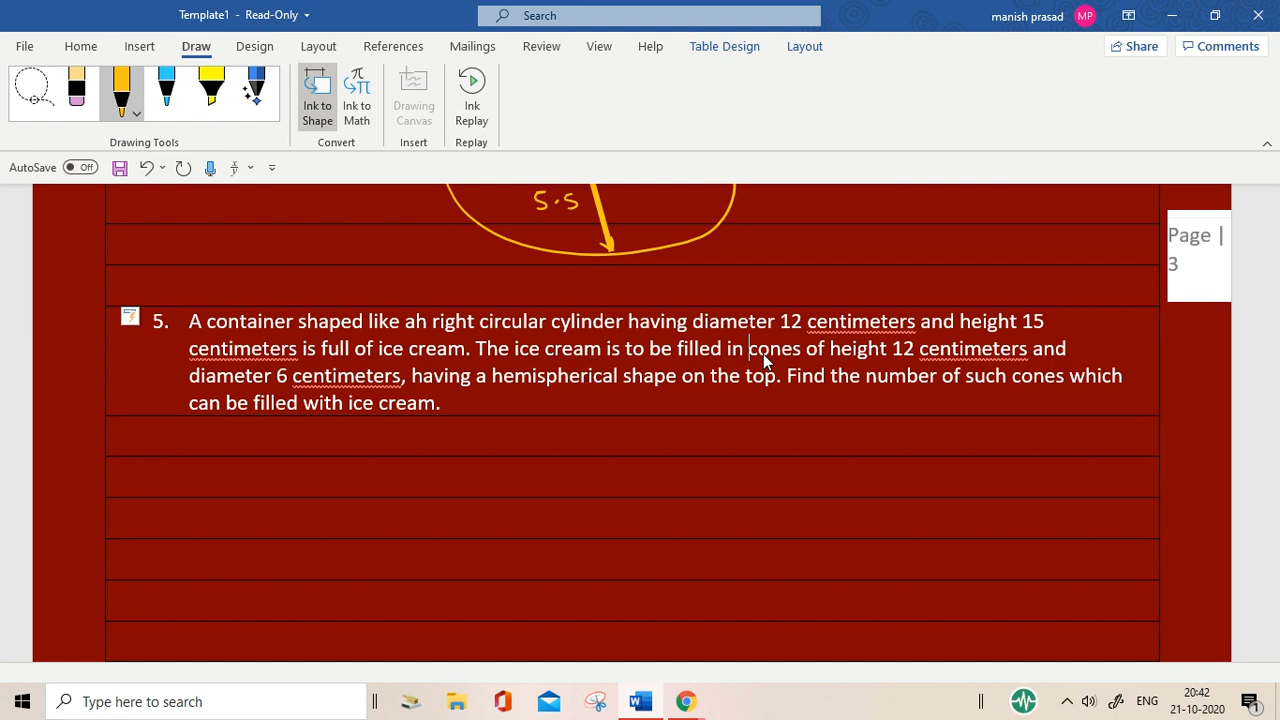 Template1 - Read-Only
Search
manish prasad
MP
File Home Insert Draw Design Layout References Mailings Review View Help Table Design Layout
Share
Comments
Ink to Shape
Ink to Math
Drawing Canvas
Ink Replay
Drawing Tools
Convert
Insert
Replay
AutoSave Off
5.5
Page |
3
5. A container shaped like ah right circular cylinder having diameter 12 centimeters and height 15
centimeters is full of ice cream. The ice cream is to be filled in cones of height 12 centimeters and
diameter 6 centimeters, having a hemispherical shape on the top. Find the number of such cones which
can be filled with ice cream.
Type here to search
ENG
20:42
21-10-2020